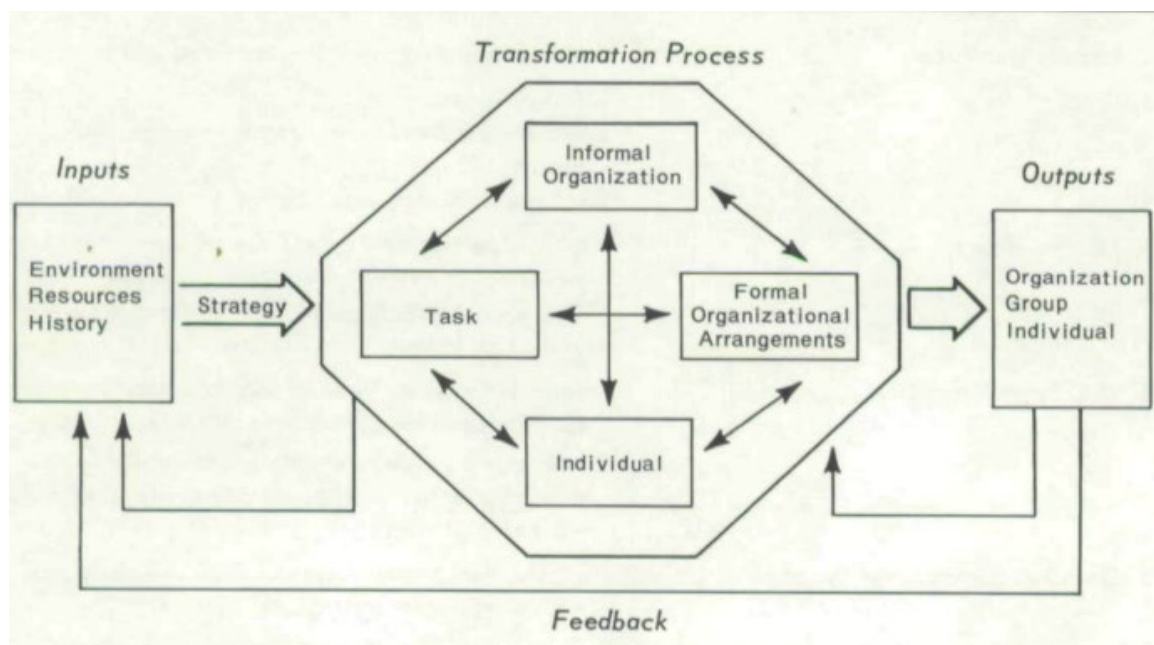 Transformation Process
Inputs
Environment
Resources
History
Strategy
Informal
Organization
Task
Formal
Organizational
Arrangements
Individual
Outputs
Organization
Group
Individual
Feedback